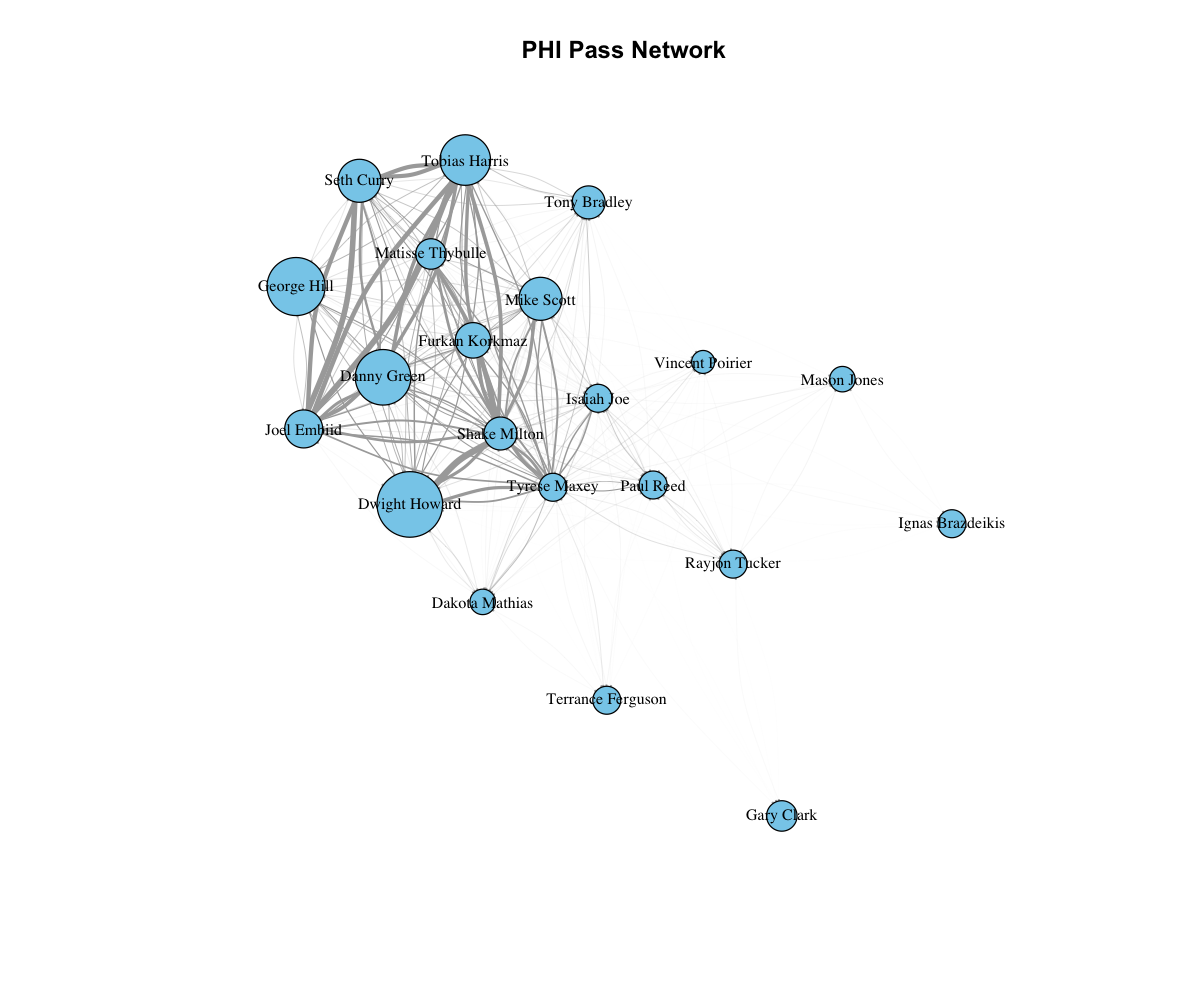 PHI Pass Network
Tobias Harris
Seth Curry
Tony Bradley
Matisse Thybulle
George Hill
Mike Scott
Furkan Korkmaz
Vincent Poirier
Danny Green
Mason Jones
Isaiah Joe
Joel Embiid
Shake Milton
Tyrese Maxey
Paul Reed
Dwight Howard
Ignas Brazdeikis
Rayjon Tucker
Dakota Mathias
Terrance Ferguson
Gary Clark